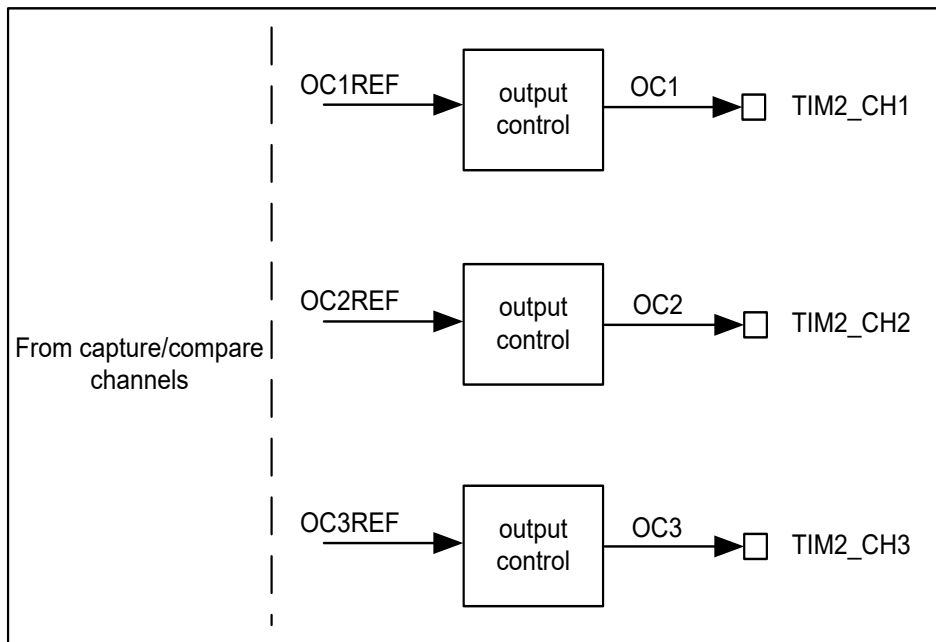 OC1REF
output
control
OC1
TIM2_CH1
OC2REF
output
control
OC2
TIM2_CH2
From capture/compare
channels
OC3REF
output
control
OC3
TIM2_CH3